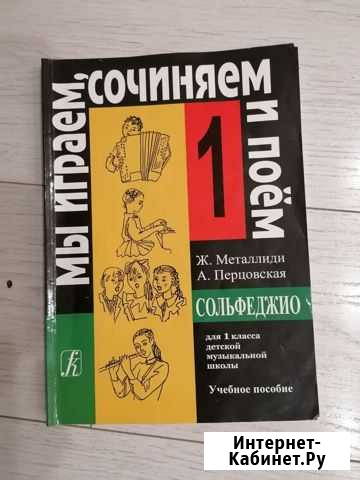 мы играем, сочиняем и поём
1
Ж. Металлиди
А. Перцовская
СОЛЬФЕДЖИО
для 1 класса
детской
музыкальной
школы
Учебное пособие
Интернет-
Кабинет.Ру